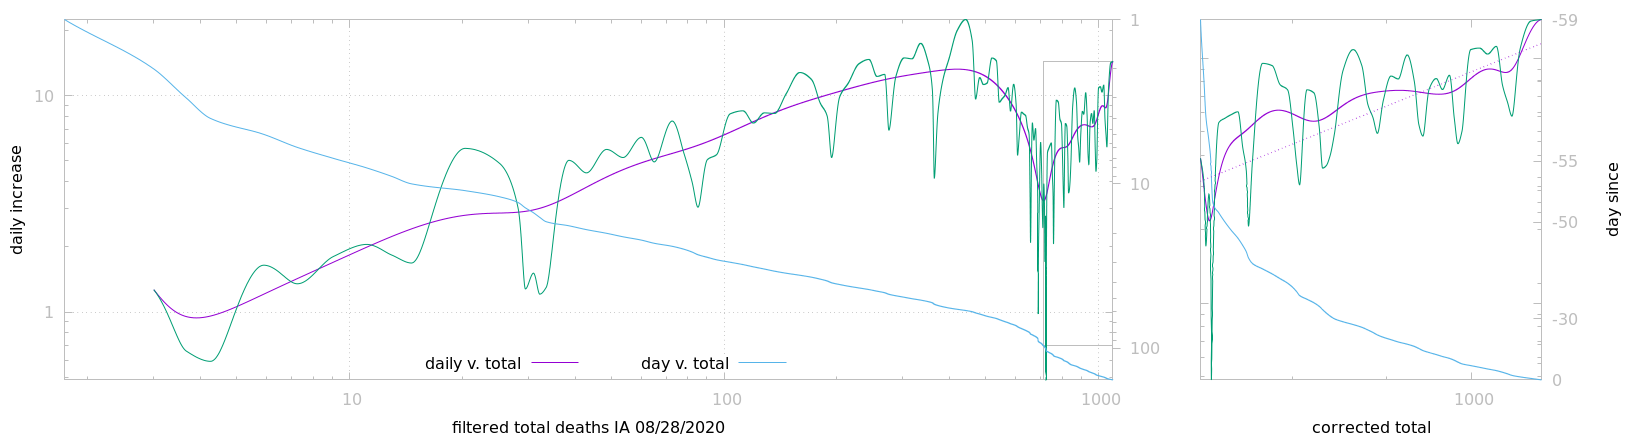 daily increase
10
1
1
10
100
daily v. total
day v. total
10
100
1000
filtered total deaths IA 08/28/2020
-59
-55
-50
-30
0
day since
1000
corrected total